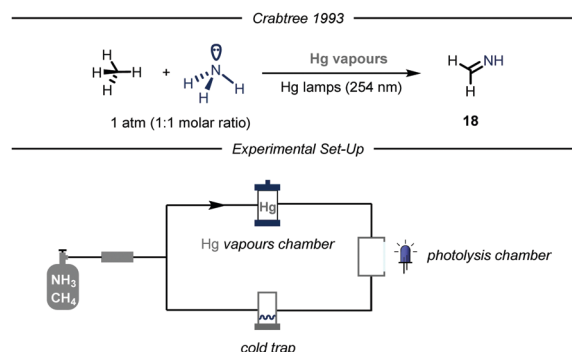 Crabtree 1993
H
H
H
H
+
N
H
H
H
Hg vapours
Hg lamps (254 nm)
H
NH
H
1 atm (1:1 molar ratio)
18
Experimental Set-Up
Hg
Hg vapours chamber
photolysis chamber
NH3
CH4
cold trap